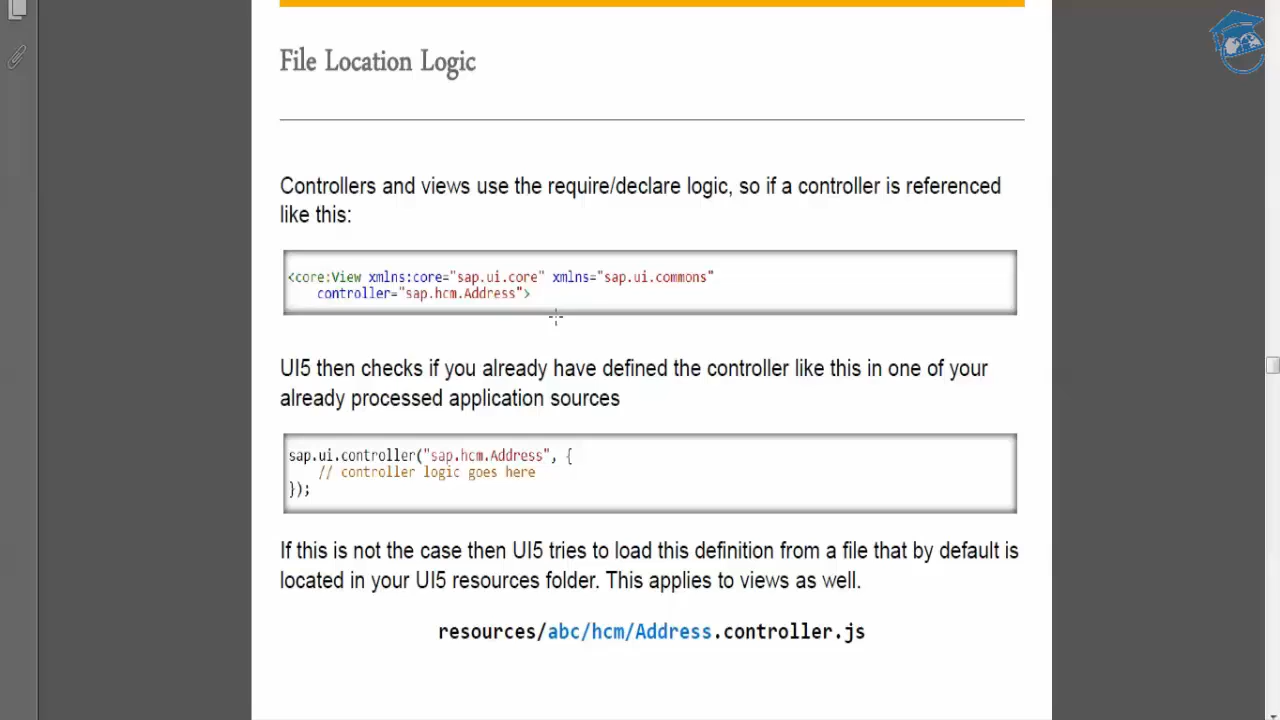 File Location Logic
Controllers and views use the require/declare logic, so if a controller is referenced
like this:
<core:View xmlns:core="sap.ui.core" xmlns="sap.ui.commons"
controller="sap.hcm.Address">
UI5 then checks if you already have defined the controller like this in one of your
already processed application sources
sap.ui.controller("sap.hcm.Address", {
// controller logic goes here
});
If this is not the case then UI5 tries to load this definition from a file that by default is
located in your UI5 resources folder. This applies to views as well.
resources/abc/hcm/Address.controller.js